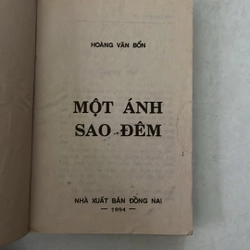 HOÀNG VĂN BỔN
MỘT ÁNH
SAO ĐÊM
NHÀ XUẤT BẢN ĐỒNG NAI
— 1994 —